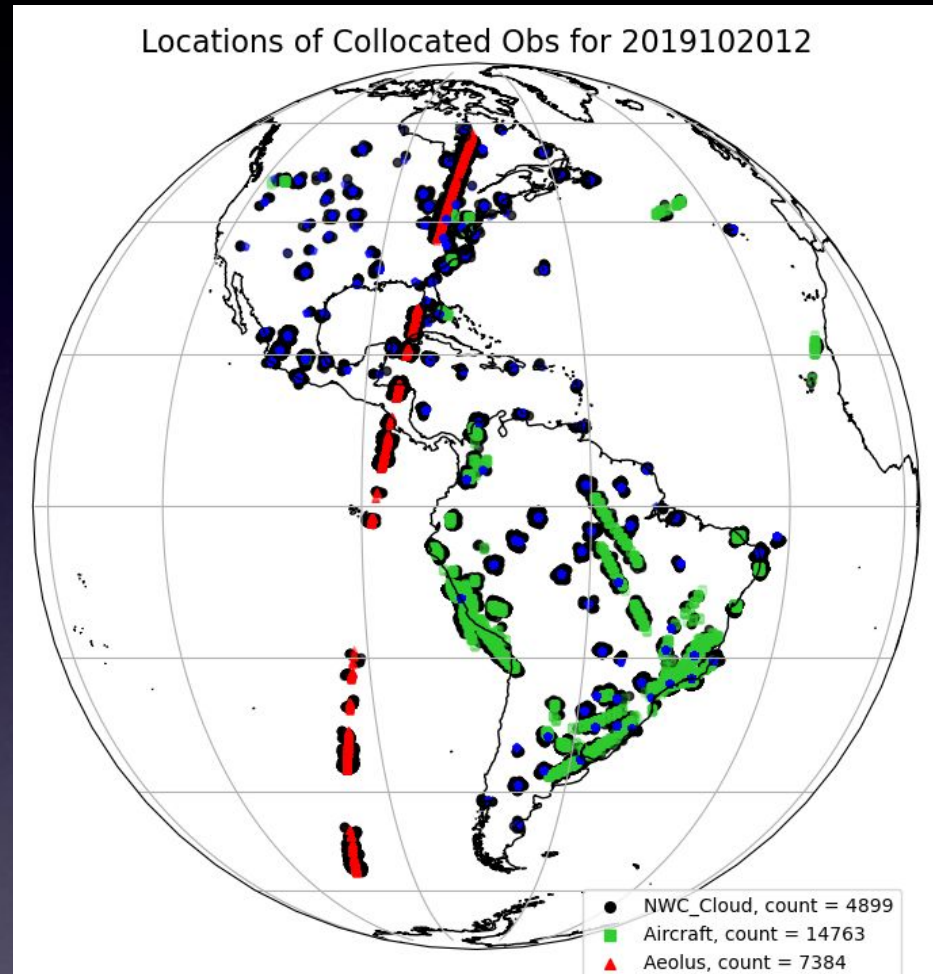 Locations of Collocated Obs for 2019102012
NWC_Cloud, count = 4899
Aircraft, count = 14763
Aeolus, count = 7384